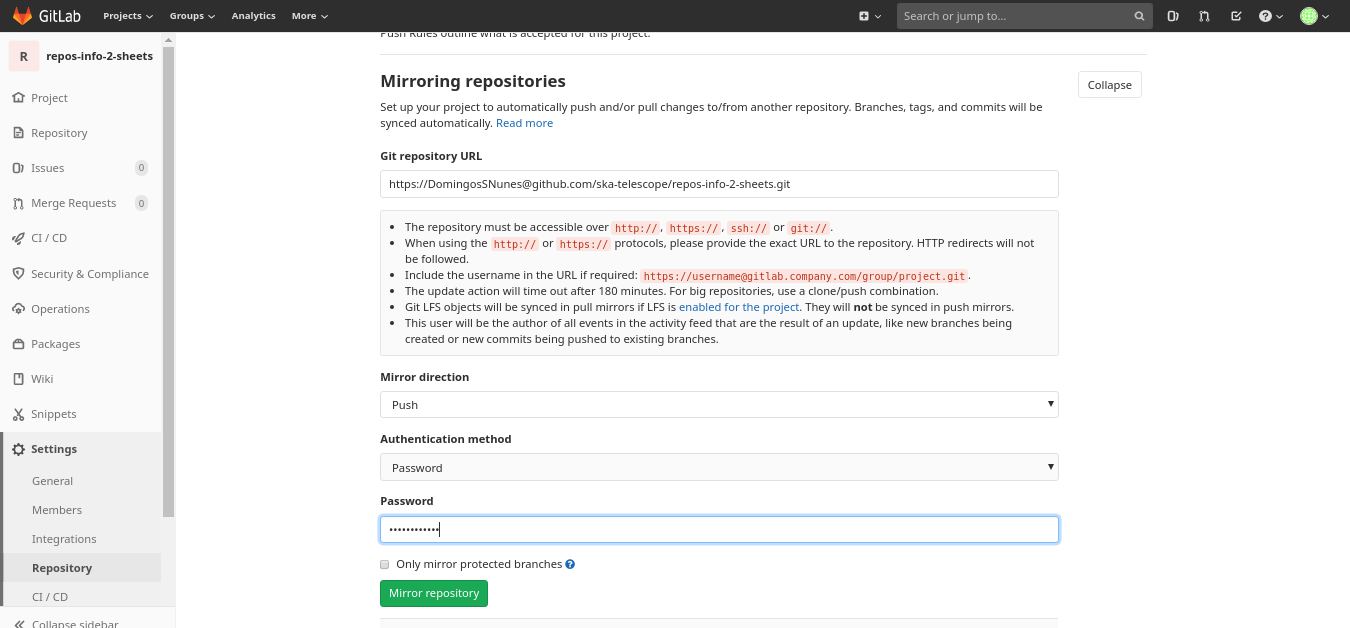 GitLab Projects Groups Analytics More Search or jump to...
R repos-info-2-sheets
Project
Repository
Issues 0
Merge Requests 0
CI / CD
Security & Compliance
Operations
Packages
Wiki
Snippets
Settings
General
Members
Integrations
Repository
CI / CD
Collapse sidebar
Push Rules outline what is accepted for this project.
Mirroring repositories
Collapse
Set up your project to automatically push and/or pull changes to/from another repository. Branches, tags, and commits will be
synced automatically. Read more
Git repository URL
https://DomingosSNunes@github.com/ska-telescope/repos-info-2-sheets.git
• The repository must be accessible over http://, https://, ssh:// or git://.
• When using the http:// or https:// protocols, please provide the exact URL to the repository. HTTP redirects will not
be followed.
• Include the username in the URL if required: https://username@gitlab.company.com/group/project.git.
• The update action will time out after 180 minutes. For big repositories, use a clone/push combination.
• Git LFS objects will be synced in pull mirrors if LFS is enabled for the project. They will not be synced in push mirrors.
• This user will be the author of all events in the activity feed that are the result of an update, like new branches being
created or new commits being pushed to existing branches.
Mirror direction
Push
Authentication method
Password
Password
••••••••••••
Only mirror protected branches ?
Mirror repository